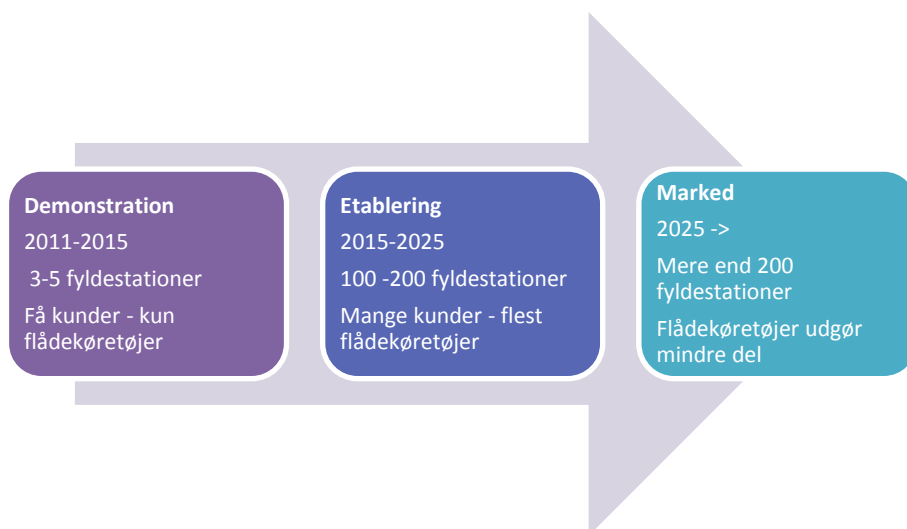 Demonstration
2011-2015
3-5 fyldestationer
Få kunder - kun
flådekøretøjer
Etablering
2015-2025
100 -200 fyldestationer
Mange kunder - flest
flådekøretøjer
Marked
2025 ->
Mere end 200
fyldestationer
Flådekøretøjer udgør
mindre del